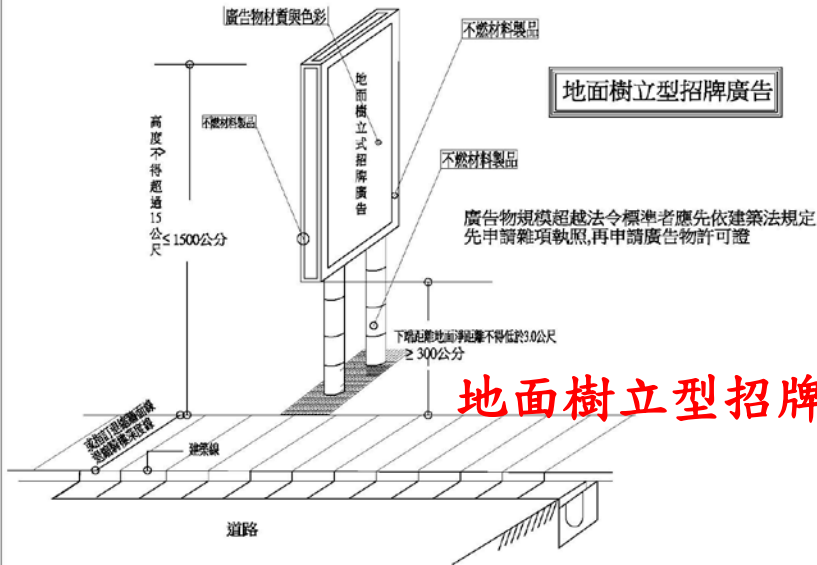 廣告物材質與色彩
不燃材料製品
地面樹立型招牌廣告
高度不得超過15公尺
≤1500公分
不燃材料製品
地面樹立式招牌廣告
不燃材料製品
廣告物規模超越法令標準者應先依建築法規定
先申請雜項執照,再申請廣告物許可證
下端距離地面淨距離不得低於3.0公尺
≥300公分
地面樹立型招牌
建築線
道路